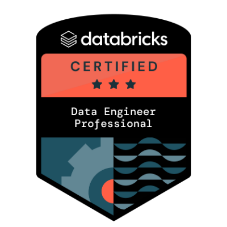 databricks
CERTIFIED
Data Engineer
Professional